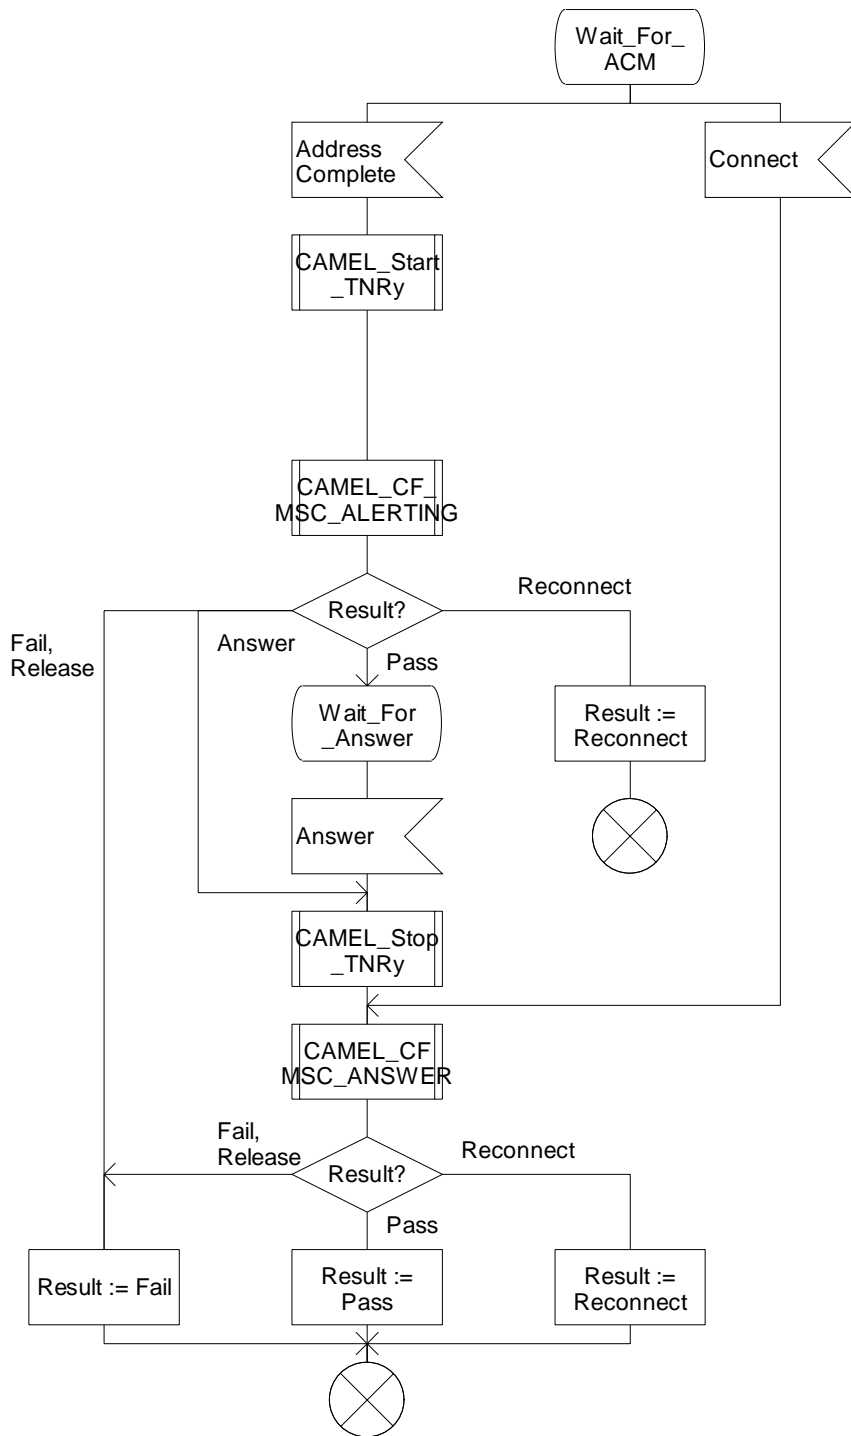 Wait_For_
ACM
Address
Complete
Connect
CAMEL_Start
_TNRy
CAMEL_CF_
MSC_ALERTING
Result?
Reconnect
Fail,
Release
Answer
Pass
Wait_For
_Answer
Result :=
Reconnect
Answer
CAMEL_Stop
_TNRy
CAMEL_CF
MSC_ANSWER
Fail,
Release
Result?
Reconnect
Pass
Result := Fail
Result :=
Pass
Result :=
Reconnect